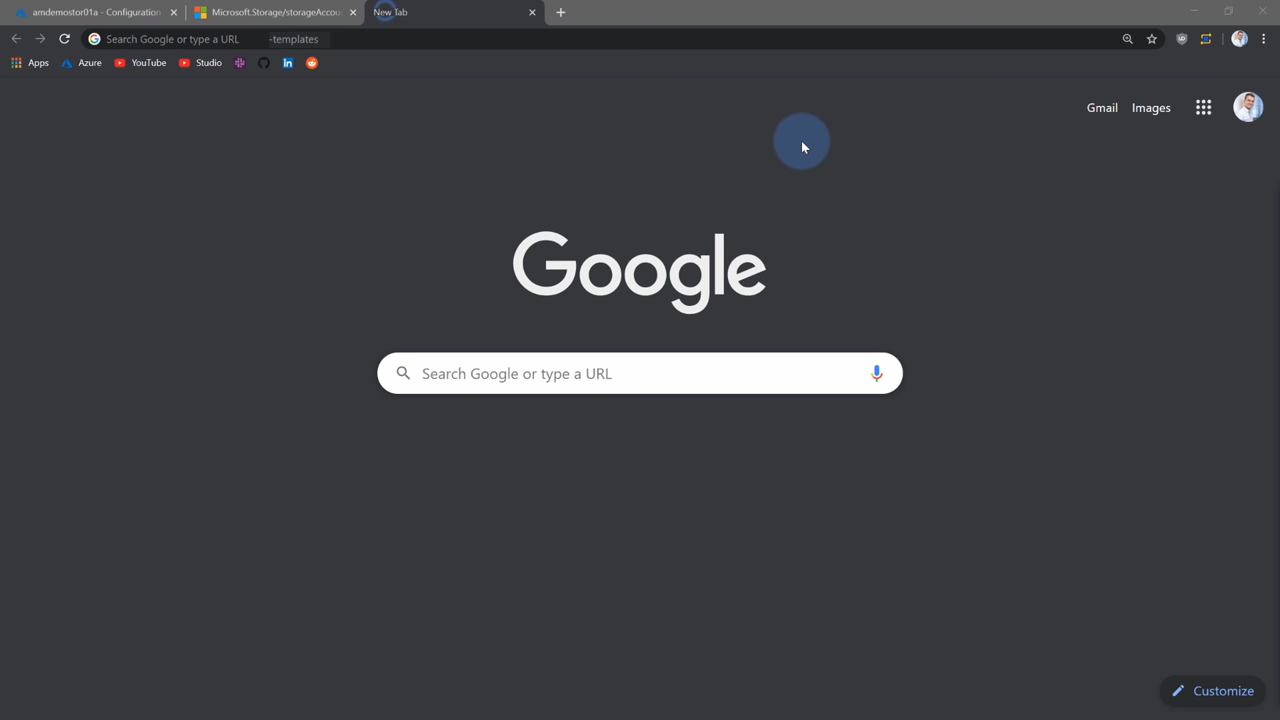 amdemostor01a - Configuration
Microsoft.Storage/storageAccou
New Tab
Search Google or type a URL -templates
Apps Azure YouTube Studio
Gmail Images
Google
Search Google or type a URL
Customize